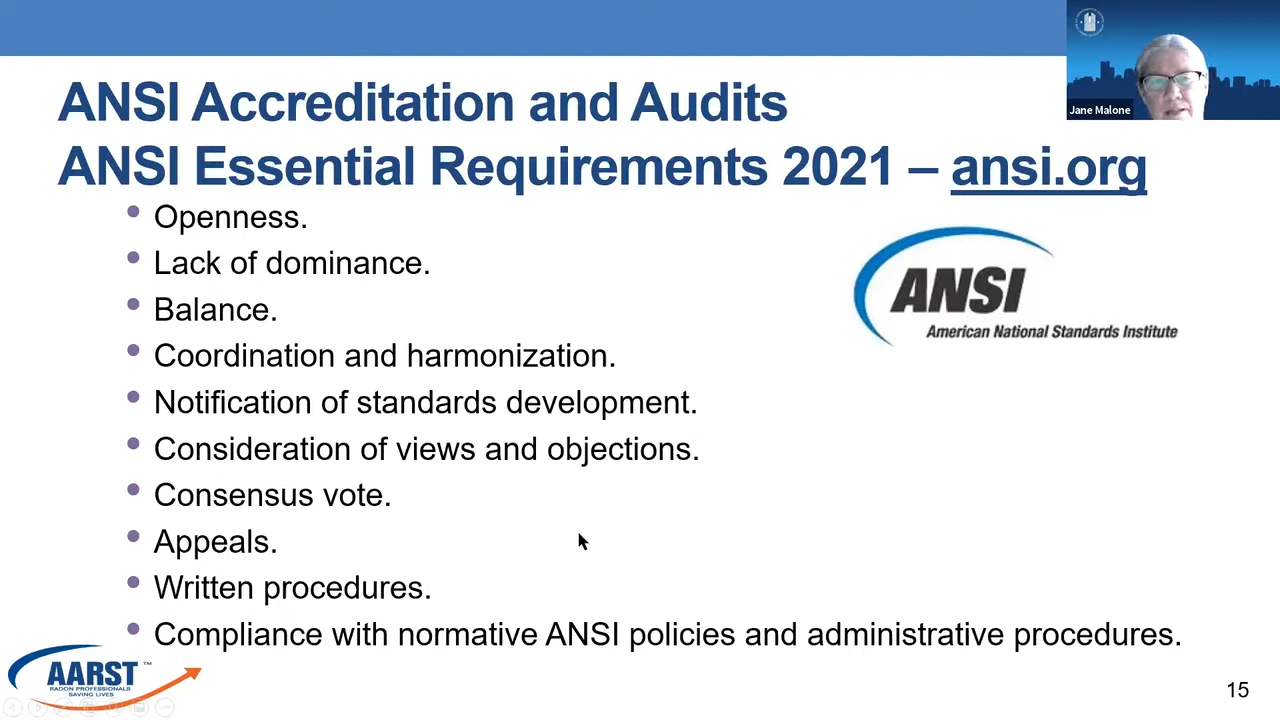 Jane Malone
ANSI Accreditation and Audits
ANSI Essential Requirements 2021 – ansi.org
• Openness.
• Lack of dominance.
• Balance.
• Coordination and harmonization.
• Notification of standards development.
• Consideration of views and objections.
• Consensus vote.
• Appeals.
• Written procedures.
• Compliance with normative ANSI policies and administrative procedures.
ANSI
American National Standards Institute
AARST™
RADON PROFESSIONALS
SAVING LIVES
15